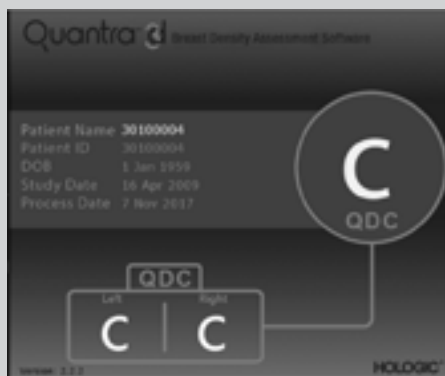 Quantra 3d Breast Density Assessment Software
Patient Name 30100004
Patient ID 30100004
DOB 1 Jan 1959
Study Date 16 Apr 2009
Process Date 7 Nov 2017
C
QDC
QDC
Left Right
C C
Version: 2.2.3
HOLOGIC